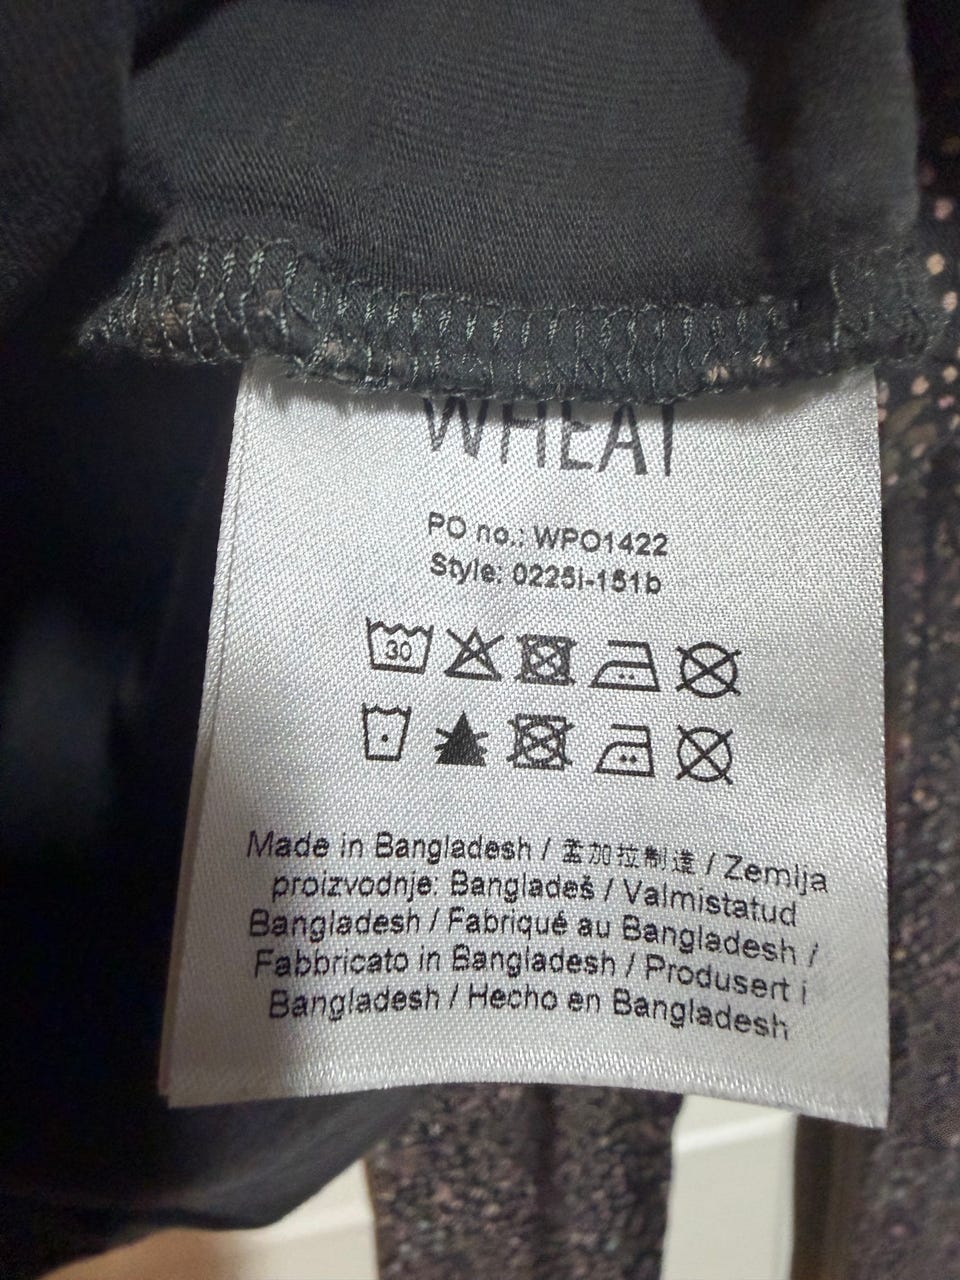 WHEAT
PO no.: WPO1422
Style: 0225i-151b
30
Made in Bangladesh / 孟加拉制造 / Zemlja
proizvodnje: Bangladeš / Valmistatud
Bangladesh / Fabriqué au Bangladesh /
Fabbricato in Bangladesh / Produsert i
Bangladesh / Hecho en Bangladesh